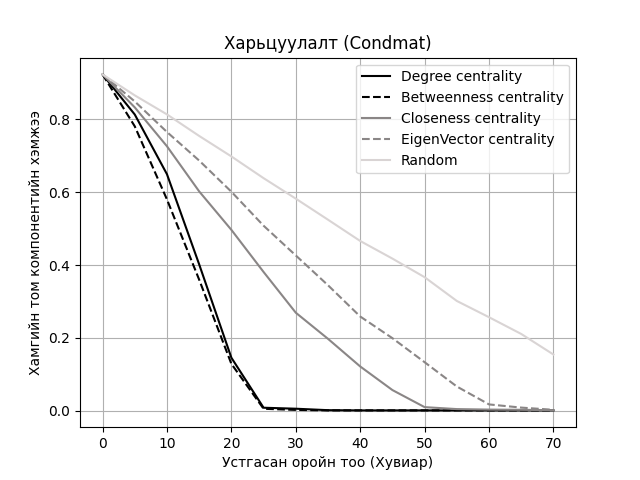 Харьцуулалт (Condmat)
Degree centrality
Betweenness centrality
Closeness centrality
EigenVector centrality
Random
Хамгийн том компонентийн хэмжээ
0.8
0.6
0.4
0.2
0.0
0 10 20 30 40 50 60 70
Устгасан оройн тоо (Хувиар)